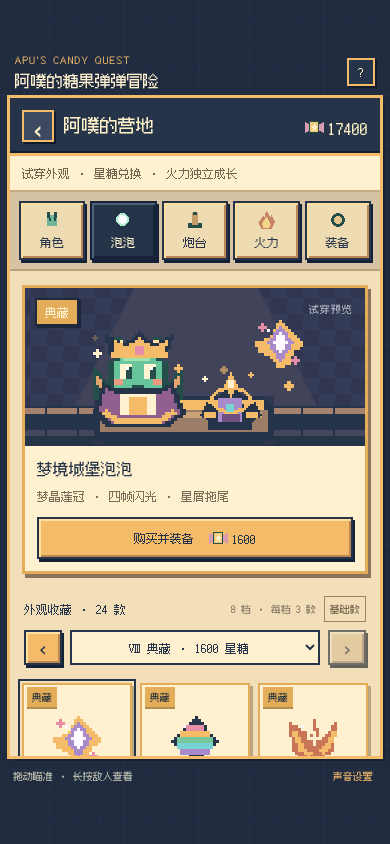 APU'S CANDY QUEST
阿噗的糖果弹弹冒险
?
‹ 阿噗的营地 17400
试穿外观 · 星糖兑换 · 火力独立成长
角色 泡泡 炮台 火力 装备
典藏 试穿预览
梦境城堡泡泡
梦晶莲冠 · 四帧闪光 · 星屑拖尾
购买并装备 1600
外观收藏 · 24 款 8 档 · 每档 3 款 基础款
‹ Ⅷ 典藏 · 1600 星糖 ›
典藏 典藏 典藏
拖动瞄准 · 长按敌人查看 声音设置